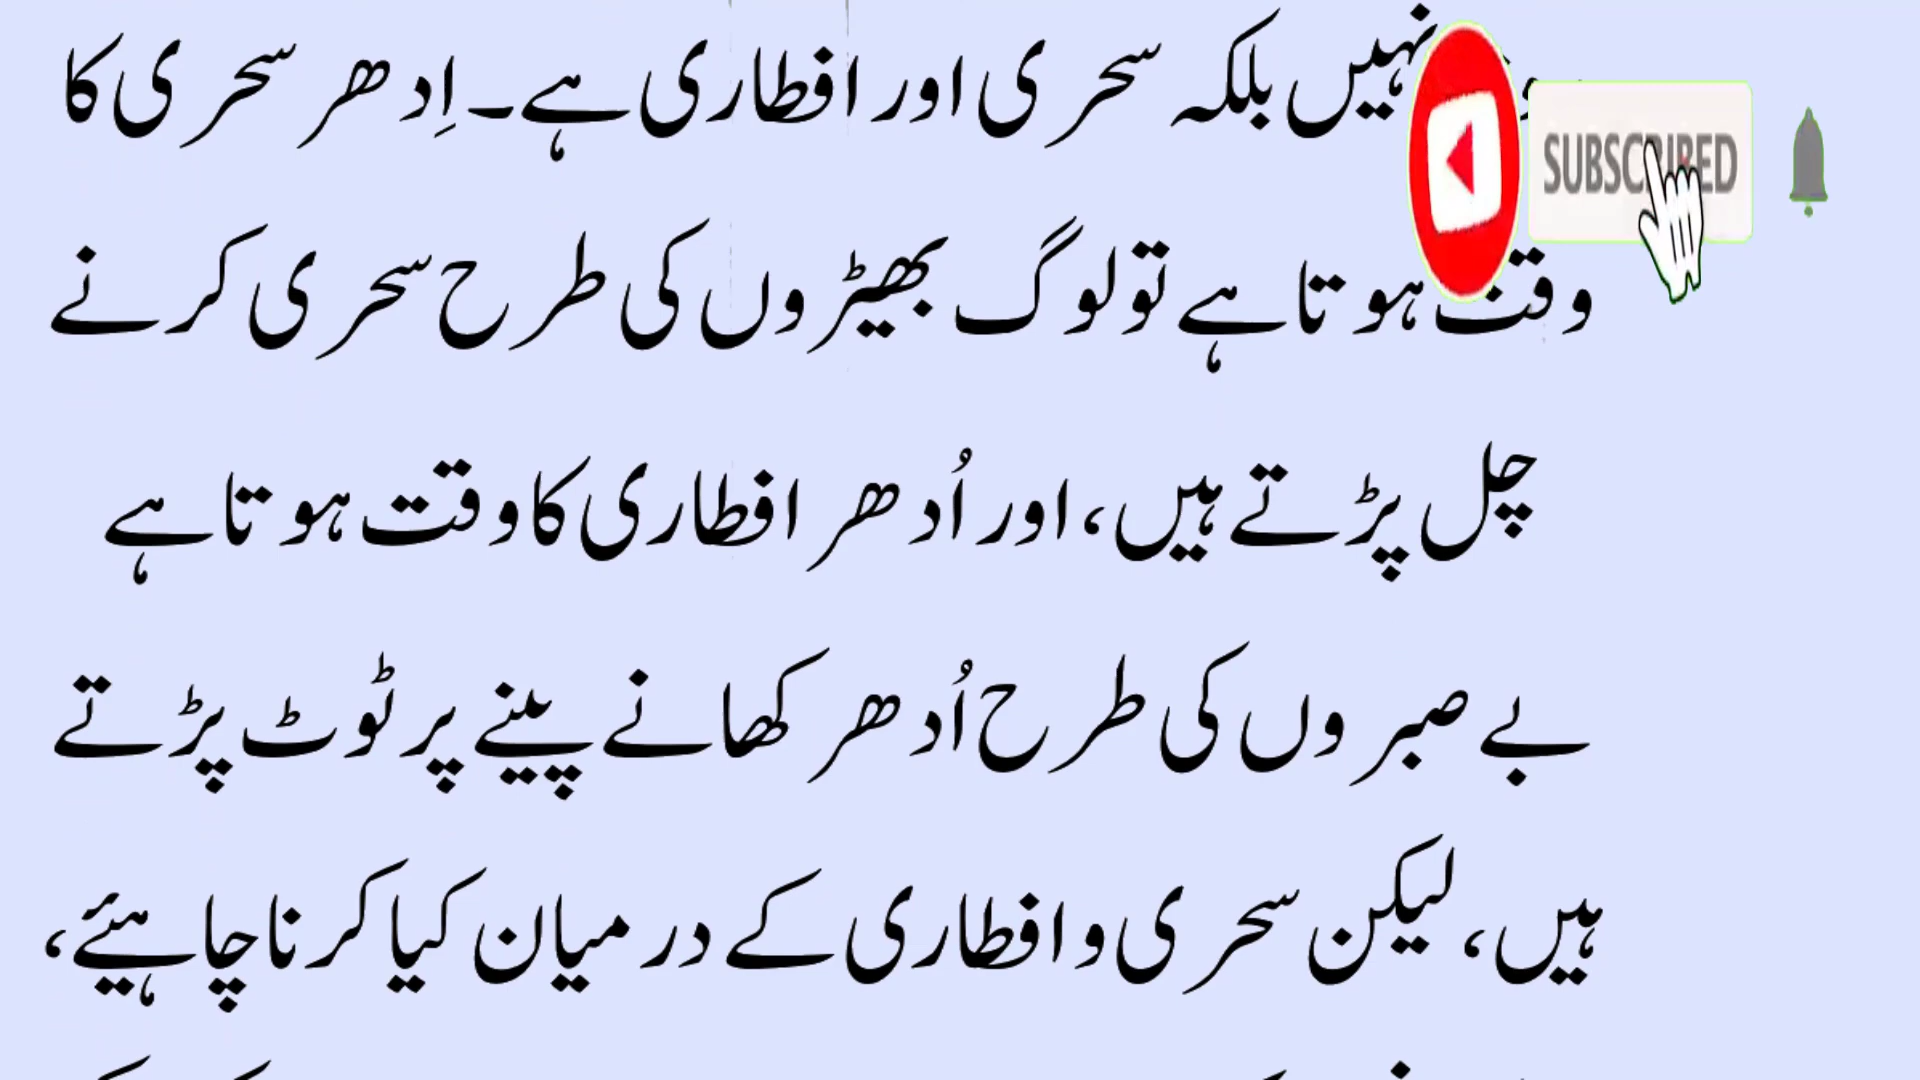 نہیں بلکہ سحری اور افطاری ہے۔ اِدھر سحری کا
SUBSCRIBED
وقت ہوتا ہے تو لوگ بھیڑوں کی طرح سحری کرنے
چل پڑتے ہیں، اور اُدھر افطاری کا وقت ہوتا ہے
بے صبروں کی طرح اُدھر کھانے پینے پر ٹوٹ پڑتے
ہیں، لیکن سحری و افطاری کے درمیان کیا کرنا چاہیئے،